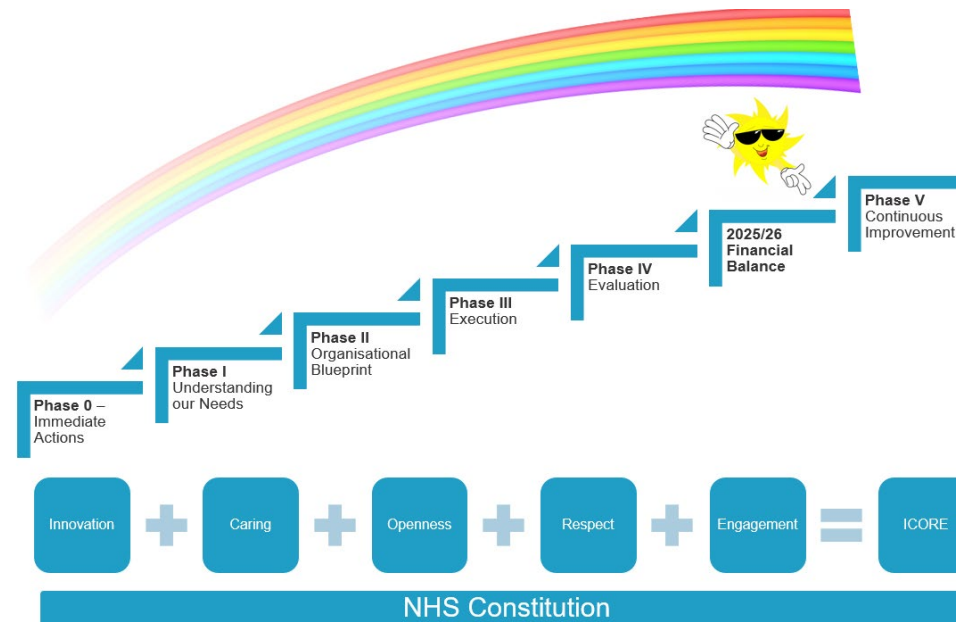 Phase 0 –
Immediate
Actions
Phase I
Understanding
our Needs
Phase II
Organisational
Blueprint
Phase III
Execution
Phase IV
Evaluation
2025/26
Financial
Balance
Phase V
Continuous
Improvement
Innovation
Caring
Openness
Respect
Engagement
ICORE
NHS Constitution